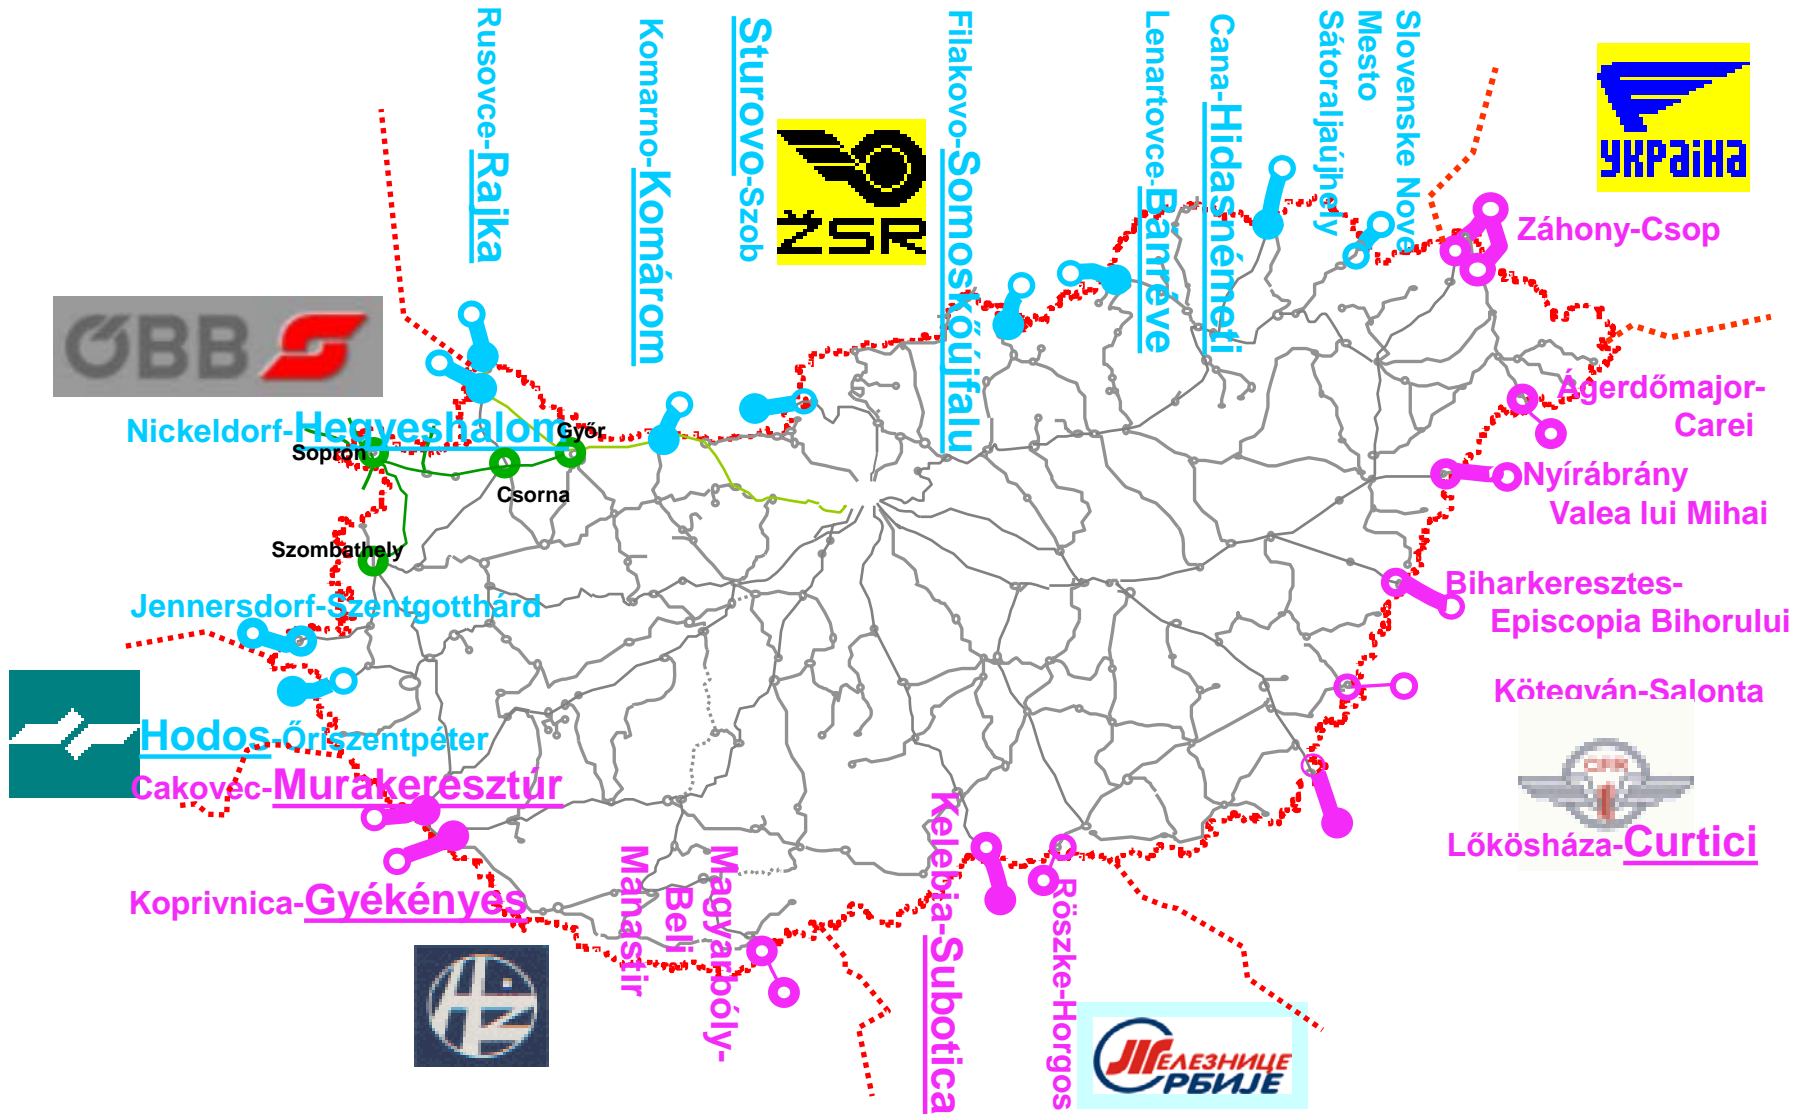 Rusovce-Rajka
Komarno-Komárom
Sturovo-Szob
Filakovo-Somoskőújfalu
Lenartovce-Bánréve
Cana-Hidasnémeti
Sátoraljaújhely
Slovenske Nove
Mesto
ŽSR
УКРаїНа
Záhony-Csop
ÖBB
Nickeldorf-Hegyeshalom
Győr
Sopron
Csorna
Szombathely
Ágerdőmajor-
Carei
Nyírábrány
Valea lui Mihai
Biharkeresztes-
Episcopia Bihorului
Jennersdorf-Szentgotthárd
Kötegyán-Salonta
Hodos-Őriszentpéter
Cakovec-Murakeresztúr
CFR
Lőkösháza-Curtici
Koprivnica-Gyékényes
Magyarbóly-
Beli
Manastir
Kelebia-Subotica
Röszke-Horgos
HŽ
ЖЕЛЕЗНИЦЕ
СРБИЈЕ